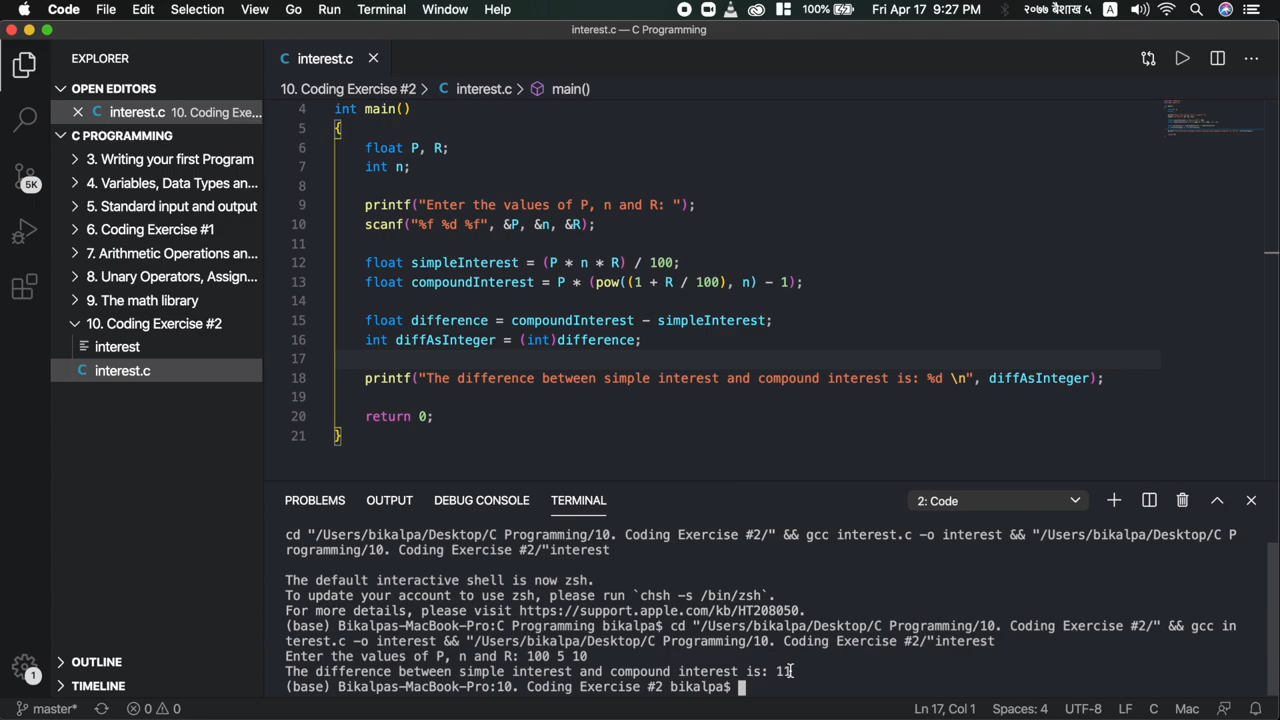 Code File Edit Selection View Go Run Terminal Window Help 100% Fri Apr 17 9:27 PM २०७७ बैशाख ५ A
interest.c — C Programming
EXPLORER
interest.c
OPEN EDITORS
interest.c 10. Coding Exe...
C PROGRAMMING
3. Writing your first Program
4. Variables, Data Types an...
5. Standard input and output
6. Coding Exercise #1
7. Arithmetic Operations an...
8. Unary Operators, Assign...
9. The math library
10. Coding Exercise #2
interest
interest.c
OUTLINE
TIMELINE
5K
1
10. Coding Exercise #2 > C interest.c > main()
4 int main()
5 {
6 float P, R;
7 int n;
8
9 printf("Enter the values of P, n and R: ");
10 scanf("%f %d %f", &P, &n, &R);
11
12 float simpleInterest = (P * n * R) / 100;
13 float compoundInterest = P * (pow((1 + R / 100), n) - 1);
14
15 float difference = compoundInterest - simpleInterest;
16 int diffAsInteger = (int)difference;
17
18 printf("The difference between simple interest and compound interest is: %d \n", diffAsInteger);
19
20 return 0;
21 }
PROBLEMS OUTPUT DEBUG CONSOLE TERMINAL 2: Code
cd "/Users/bikalpa/Desktop/C Programming/10. Coding Exercise #2/" && gcc interest.c -o interest && "/Users/bikalpa/Desktop/C P
rogramming/10. Coding Exercise #2/"interest
The default interactive shell is now zsh.
To update your account to use zsh, please run `chsh -s /bin/zsh`.
For more details, please visit https://support.apple.com/kb/HT208050.
(base) Bikalpas-MacBook-Pro:C Programming bikalpa$ cd "/Users/bikalpa/Desktop/C Programming/10. Coding Exercise #2/" && gcc in
terest.c -o interest && "/Users/bikalpa/Desktop/C Programming/10. Coding Exercise #2/"interest
Enter the values of P, n and R: 100 5 10
The difference between simple interest and compound interest is: 11
(base) Bikalpas-MacBook-Pro:10. Coding Exercise #2 bikalpa$
master* 0 0 Ln 17, Col 1 Spaces: 4 UTF-8 LF C Mac